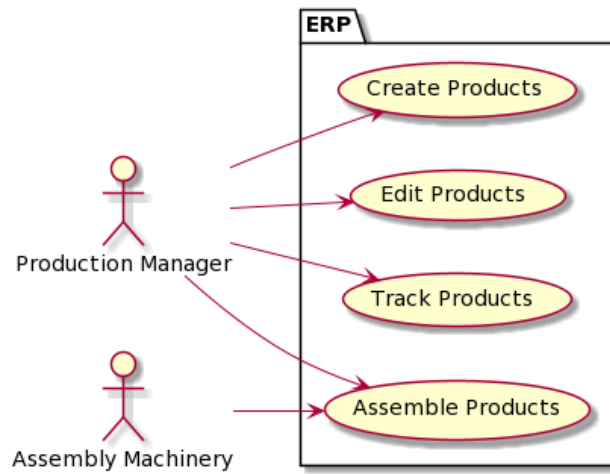 ERP
Create Products
Edit Products
Production Manager
Track Products
Assemble Products
Assembly Machinery